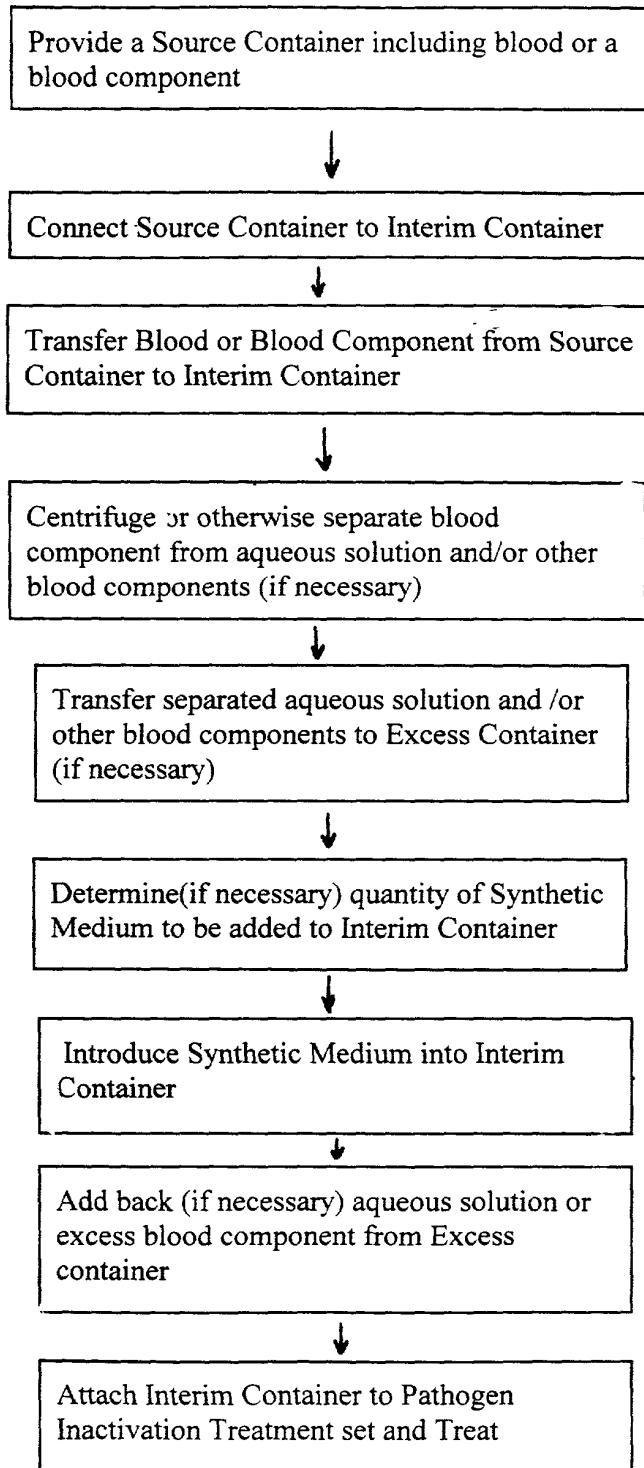 Provide a Source Container including blood or a
blood component
Connect Source Container to Interim Container
Transfer Blood or Blood Component from Source
Container to Interim Container
Centrifuge or otherwise separate blood
component from aqueous solution and/or other
blood components (if necessary)
Transfer separated aqueous solution and /or
other blood components to Excess Container
(if necessary)
Determine(if necessary) quantity of Synthetic
Medium to be added to Interim Container
Introduce Synthetic Medium into Interim
Container
Add back (if necessary) aqueous solution or
excess blood component from Excess
container
Attach Interim Container to Pathogen
Inactivation Treatment set and Treat